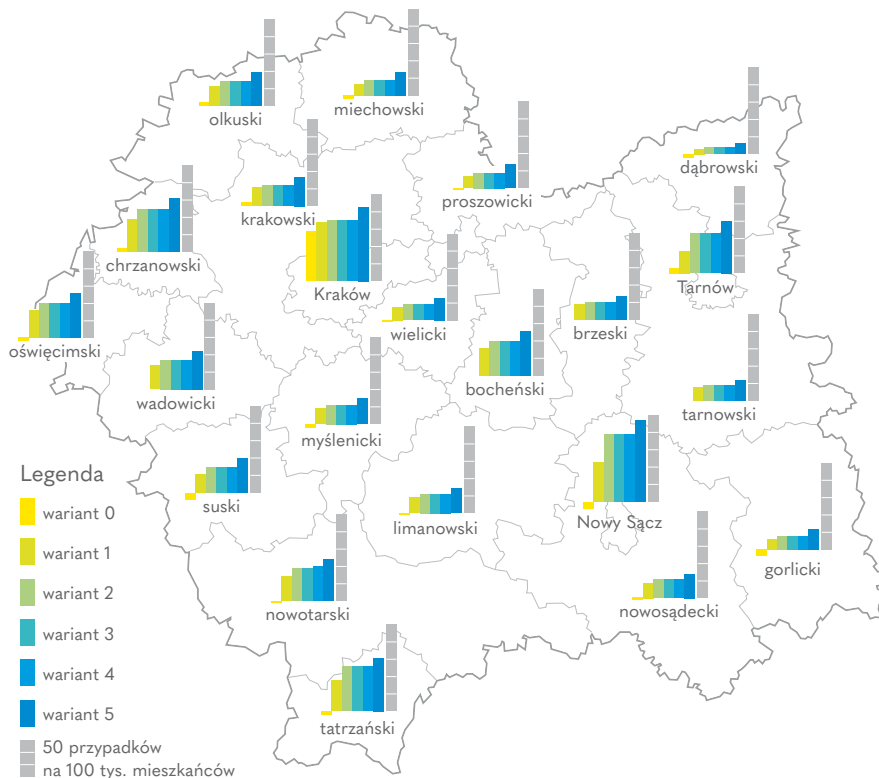 olkuski
miechowski
dąbrowski
krakowski
proszowicki
chrzanowski
Kraków
Tarnów
wielicki
brzeski
oświęcimski
wadowicki
bocheński
tarnowski
myślenicki
suski
limanowski
Nowy Sącz
gorlicki
nowotarski
nowosądecki
tatrzański
Legenda
wariant 0
wariant 1
wariant 2
wariant 3
wariant 4
wariant 5
50 przypadków
na 100 tys. mieszkańców